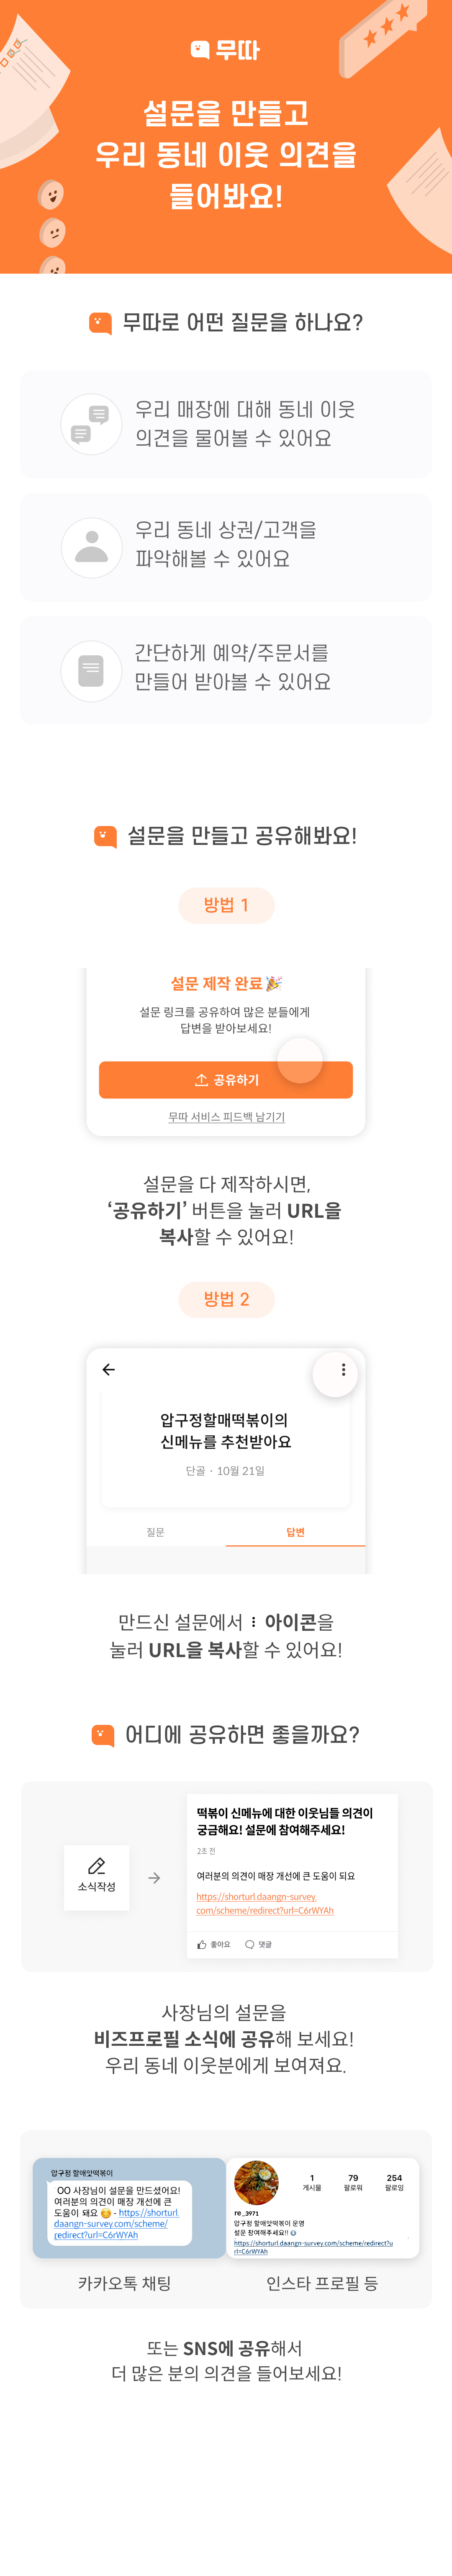 무따
설문을 만들고
우리 동네 이웃 의견을
들어봐요!
무따로 어떤 질문을 하나요?
우리 매장에 대해 동네 이웃
의견을 물어볼 수 있어요
우리 동네 상권/고객을
파악해볼 수 있어요
간단하게 예약/주문서를
만들어 받아볼 수 있어요
설문을 만들고 공유해봐요!
방법 1
설문 제작 완료🎉
설문 링크를 공유하여 많은 분들에게
답변을 받아보세요!
공유하기
무따 서비스 피드백 남기기
설문을 다 제작하시면,
‘공유하기’ 버튼을 눌러 URL을
복사할 수 있어요!
방법 2
압구정할매떡볶이의
신메뉴를 추천받아요
단골 · 10월 21일
질문
답변
만드신 설문에서 ⋮ 아이콘을
눌러 URL을 복사할 수 있어요!
어디에 공유하면 좋을까요?
소식작성
떡볶이 신메뉴에 대한 이웃님들 의견이
궁금해요! 설문에 참여해주세요!
2초 전
여러분의 의견이 매장 개선에 큰 도움이 되요
https://shorturl.daangn-survey.
com/scheme/redirect?url=C6rWYAh
좋아요
댓글
사장님의 설문을
비즈프로필 소식에 공유해 보세요!
우리 동네 이웃분에게 보여져요.
압구정 할매앗떡볶이
OO 사장님이 설문을 만드셨어요!
여러분의 의견이 매장 개선에 큰
도움이 돼요 😊 - https://shorturl.
daangn-survey.com/scheme/
redirect?url=C6rWYAh
1
게시물
79
팔로워
254
팔로잉
re_3971
압구정 할매앗떡볶이 운영
설문 참여해주세요!!
https://shorturl.daangn-survey.com/scheme/redirect?u
rl=C6rWYAh
카카오톡 채팅
인스타 프로필 등
또는 SNS에 공유해서
더 많은 분의 의견을 들어보세요!